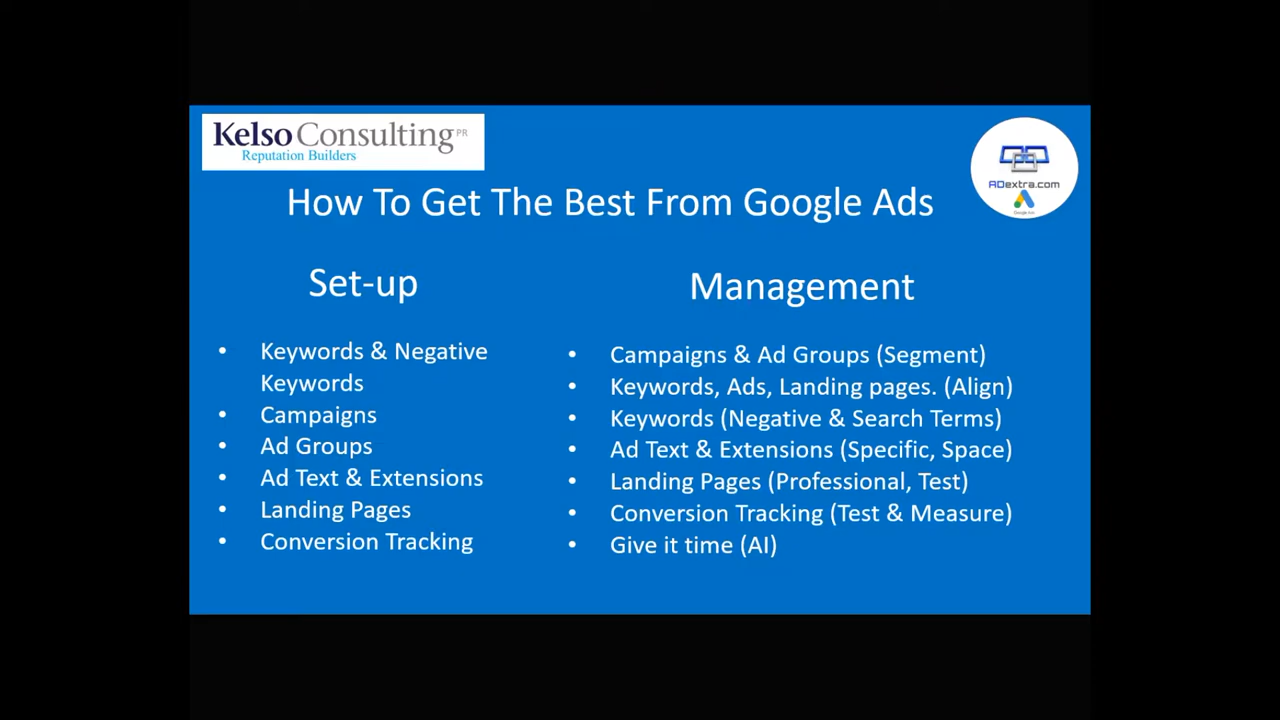 Kelso Consulting PR
Reputation Builders
ADextra.com
Google Ads
How To Get The Best From Google Ads
Set-up
• Keywords & Negative
Keywords
• Campaigns
• Ad Groups
• Ad Text & Extensions
• Landing Pages
• Conversion Tracking
Management
• Campaigns & Ad Groups (Segment)
• Keywords, Ads, Landing pages. (Align)
• Keywords (Negative & Search Terms)
• Ad Text & Extensions (Specific, Space)
• Landing Pages (Professional, Test)
• Conversion Tracking (Test & Measure)
• Give it time (AI)